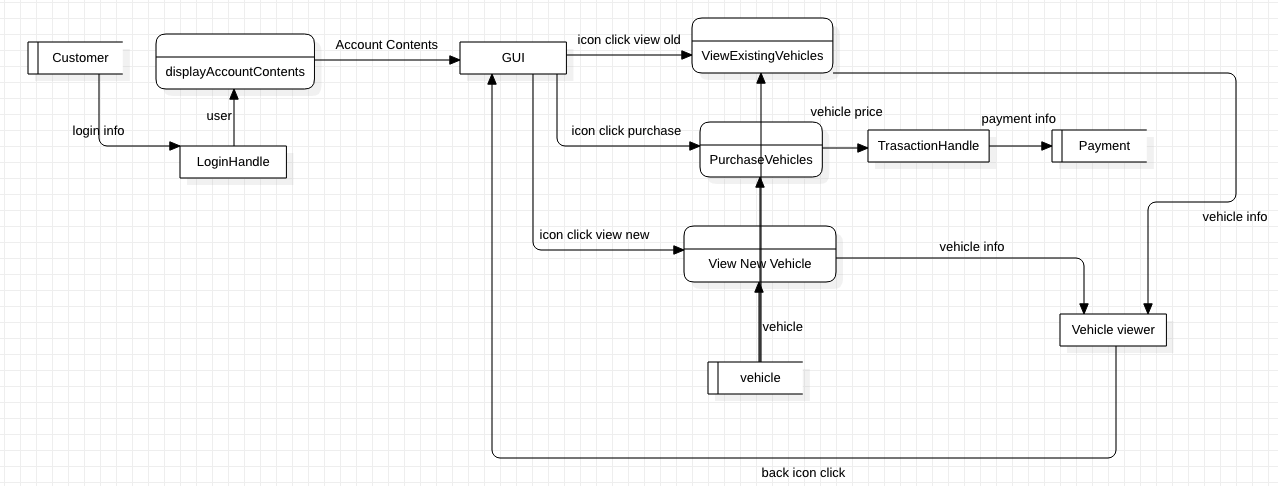 Customer
displayAccountContents
Account Contents
GUI
icon click view old
ViewExistingVehicles
login info
user
LoginHandle
icon click purchase
PurchaseVehicles
vehicle price
TrasactionHandle
payment info
Payment
icon click view new
View New Vehicle
vehicle info
vehicle info
vehicle
Vehicle viewer
vehicle
back icon click